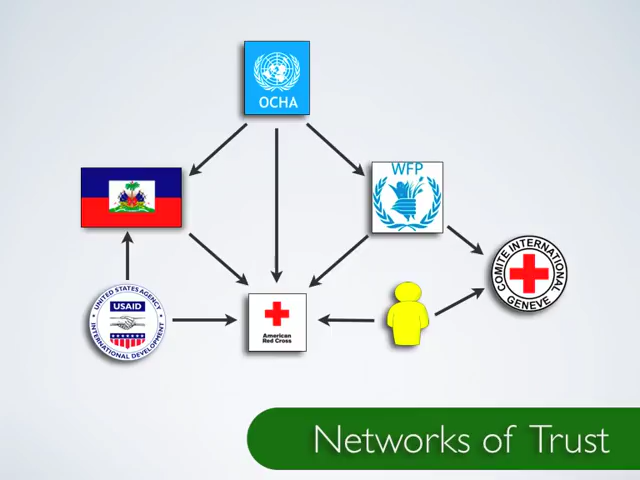 OCHA
WFP
COMITE INTERNATIONAL
GENEVE
UNITED STATES AGENCY
USAID
INTERNATIONAL DEVELOPMENT
American
Red Cross
Networks of Trust